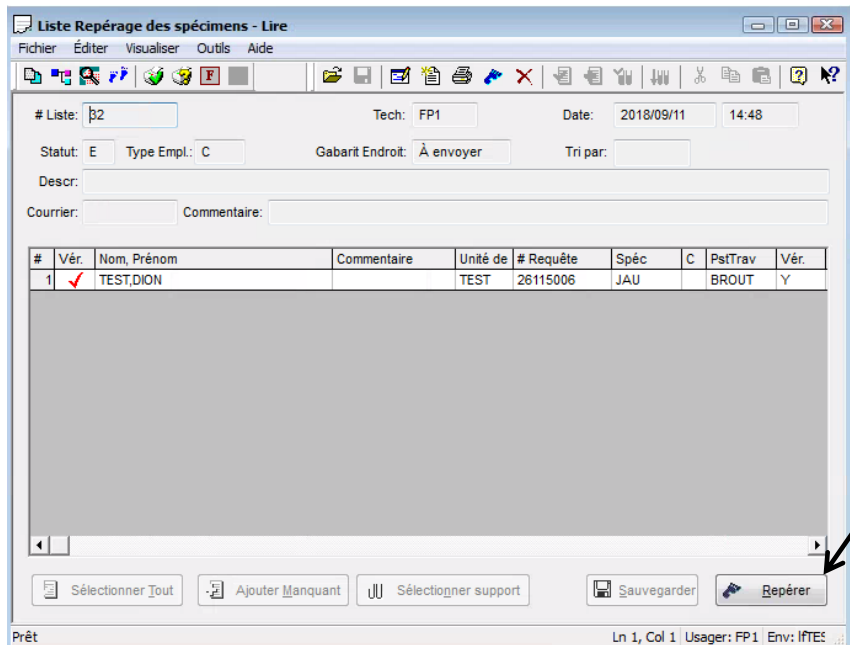 Liste Repérage des spécimens - Lire
Fichier Éditer Visualiser Outils Aide
F
# Liste: 32 Tech: FP1 Date: 2018/09/11 14:48
Statut: E Type Empl.: C Gabarit Endroit: À envoyer Tri par:
Descr:
Courrier: Commentaire:
# Vér. Nom, Prénom Commentaire Unité de # Requête Spéc C PstTrav Vér.
1 TEST,DION TEST 26115006 JAU BROUT Y
Sélectionner Tout Ajouter Manquant Sélectionner support Sauvegarder Repérer
Prêt Ln 1, Col 1 Usager: FP1 Env: lfTES